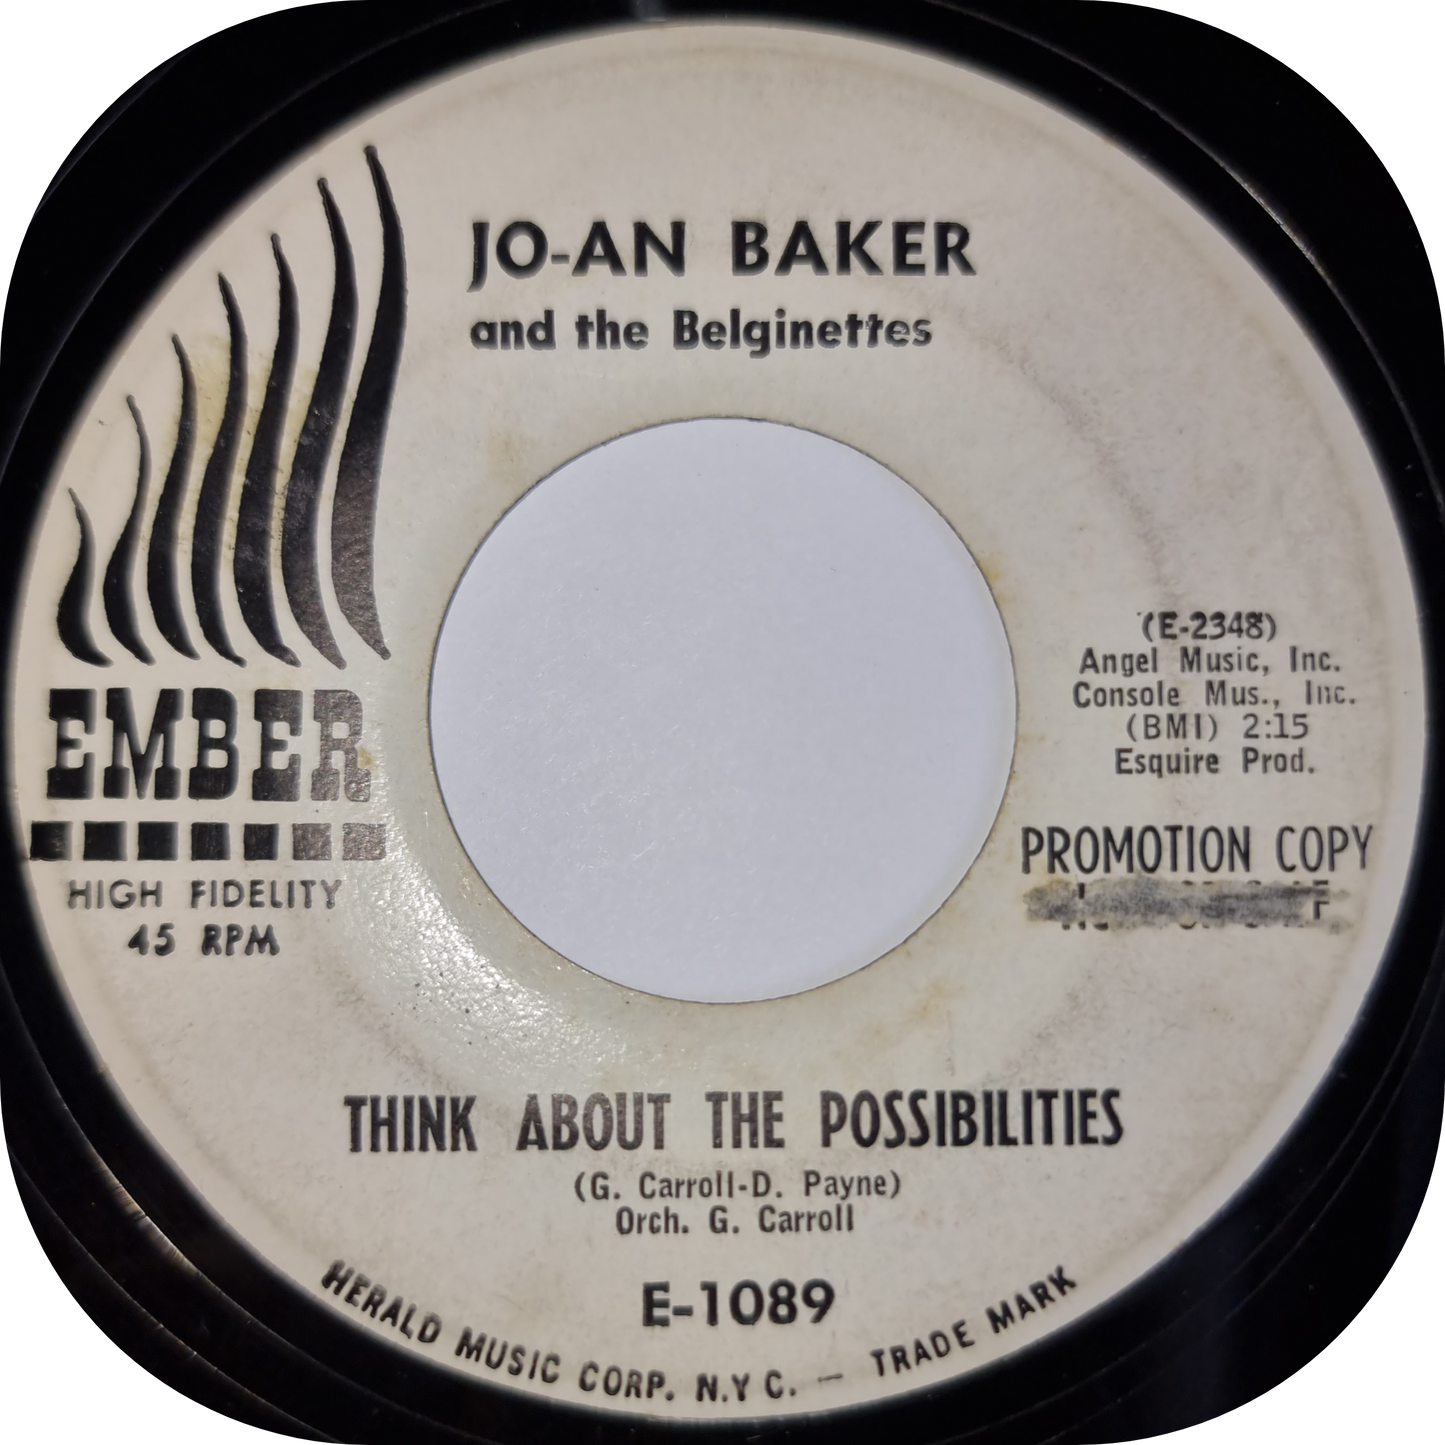 JO-AN BAKER
and the Belginettes
EMBER
HIGH FIDELITY
45 RPM
(E-2348)
Angel Music, Inc.
Console Mus., Inc.
(BMI) 2:15
Esquire Prod.
PROMOTION COPY
THINK ABOUT THE POSSIBILITIES
(G. Carroll-D. Payne)
Orch. G. Carroll
E-1089
HERALD MUSIC CORP. N.Y C. — TRADE MARK